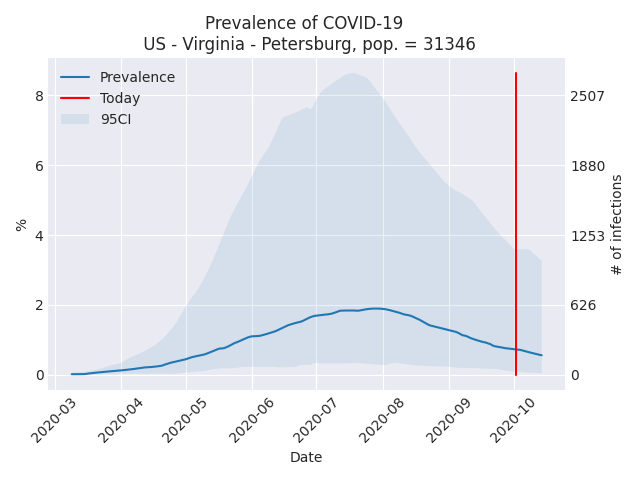 Prevalence of COVID-19
US - Virginia - Petersburg, pop. = 31346
Prevalence
Today
95CI
8
6
4
2
0
%
2507
1880
1253
626
0
# of infections
2020-03
2020-04
2020-05
2020-06
2020-07
2020-08
2020-09
2020-10
Date